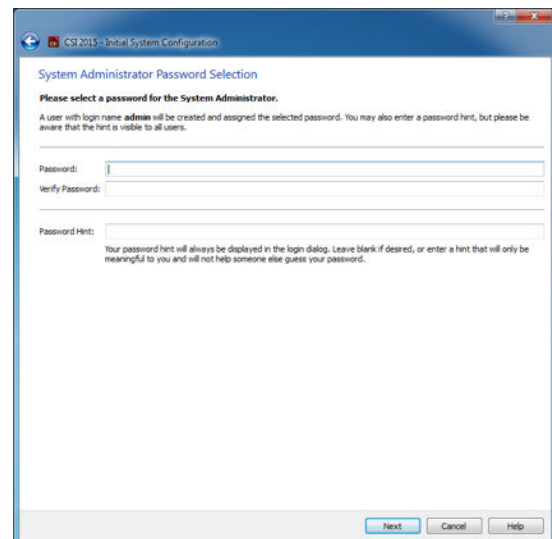 CSI 2015 - Initial System Configuration
System Administrator Password Selection
Please select a password for the System Administrator.
A user with login name admin will be created and assigned the selected password. You may also enter a password hint, but please be
aware that the hint is visible to all users.
Password:
Verify Password:
Password Hint:
Your password hint will always be displayed in the login dialog. Leave blank if desired, or enter a hint that will only be
meaningful to you and will not help someone else guess your password.
Next Cancel Help